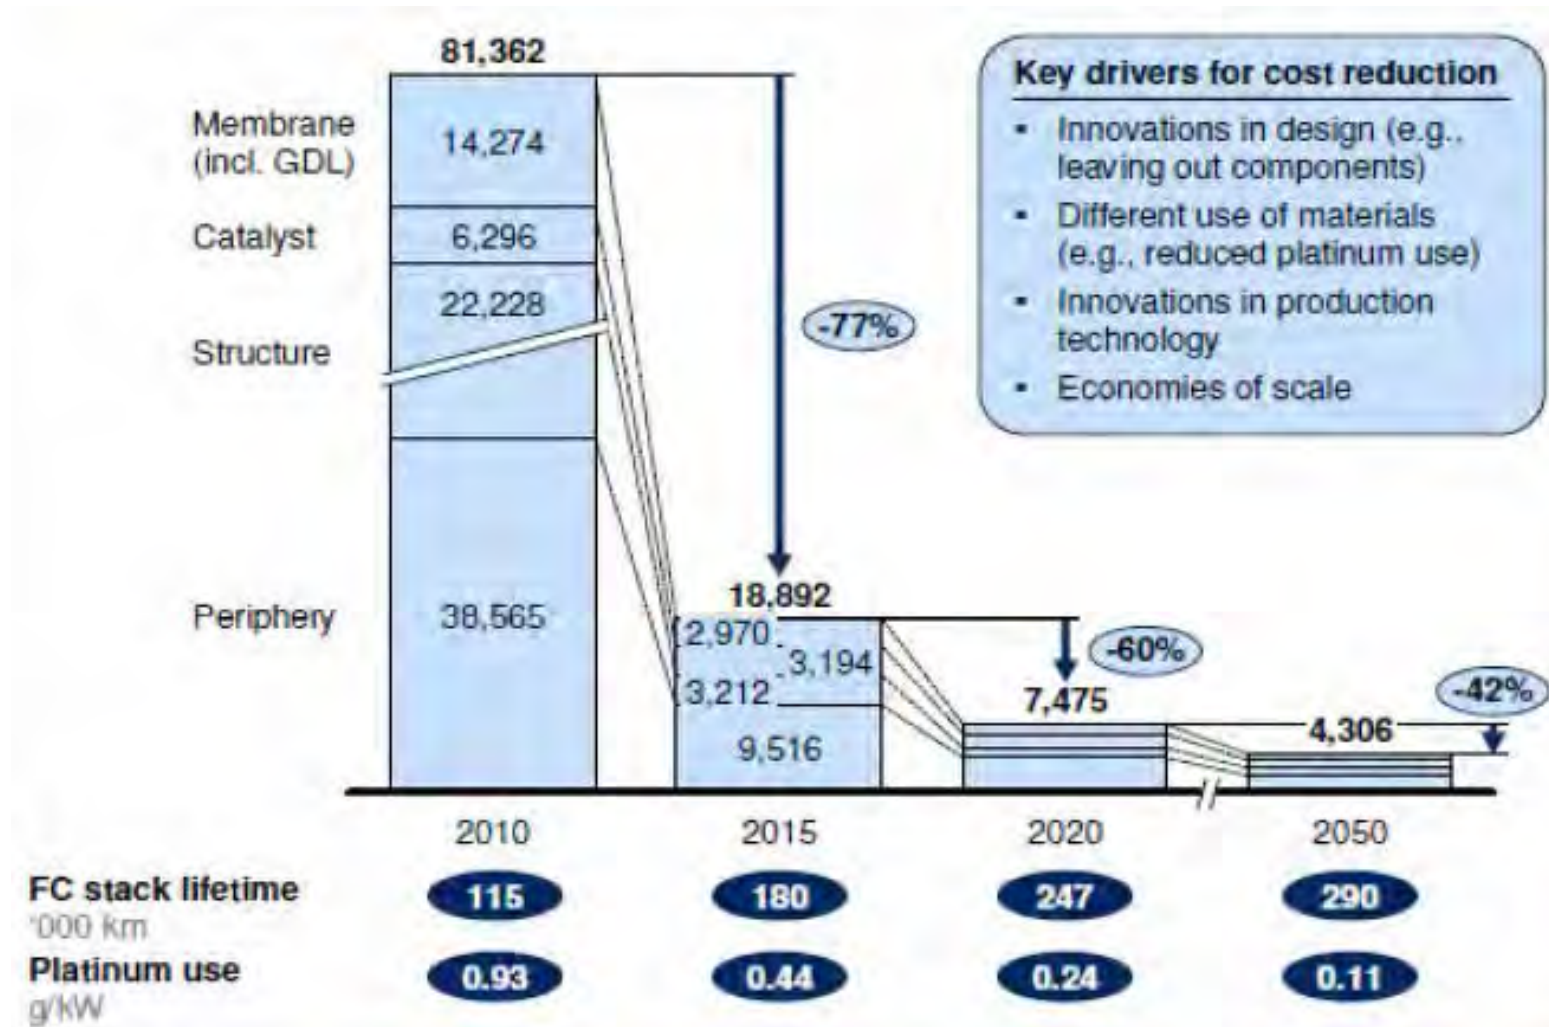 81,362
Key drivers for cost reduction
▪ Innovations in design (e.g.,
leaving out components)
▪ Different use of materials
(e.g., reduced platinum use)
▪ Innovations in production
technology
▪ Economies of scale
Membrane
(incl. GDL)
14,274
Catalyst
6,296
Structure
22,228
Periphery
38,565
-77%
18,892
2,970
3,194
3,212
9,516
-60%
7,475
-42%
4,306
2010 2015 2020 2050
FC stack lifetime 115 180 247 290
'000 km
Platinum use 0.93 0.44 0.24 0.11
g/kW